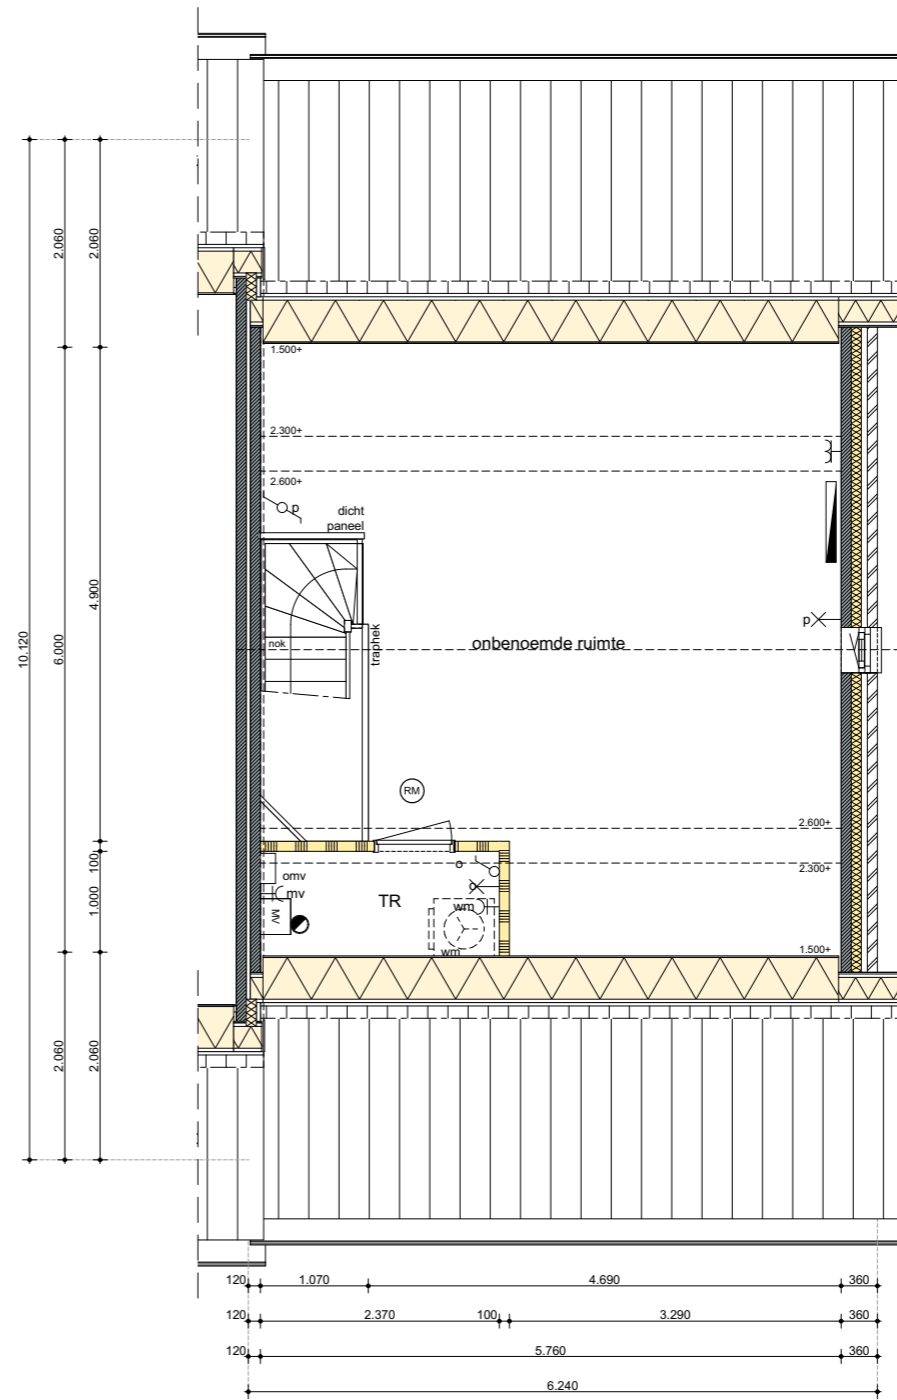 1.500+
2.300+
2.600+
p
dicht
paneel
nok
traphek
onbenoemde ruimte
p
RM
2.600+
2.300+
omv
mv
MV
TR
o
o
wm
wm
1.500+
10.120
2.060
6.000
2.060
2.060
4.900
100
1.000
2.060
120
1.070
4.690
360
120
2.370
100
3.290
360
120
5.760
360
6.240